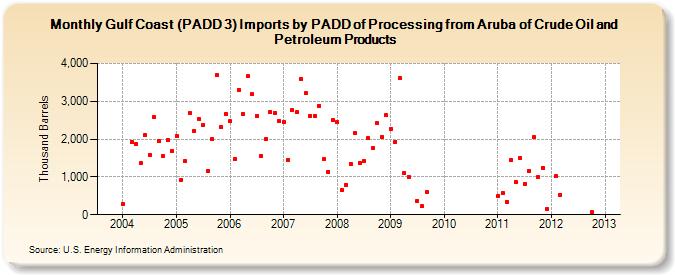 Monthly Gulf Coast (PADD 3) Imports by PADD of Processing from Aruba of Crude Oil and
Petroleum Products
Thousand Barrels
4,000
3,000
2,000
1,000
0
2004 2005 2006 2007 2008 2009 2010 2011 2012 2013
Source: U.S. Energy Information Administration